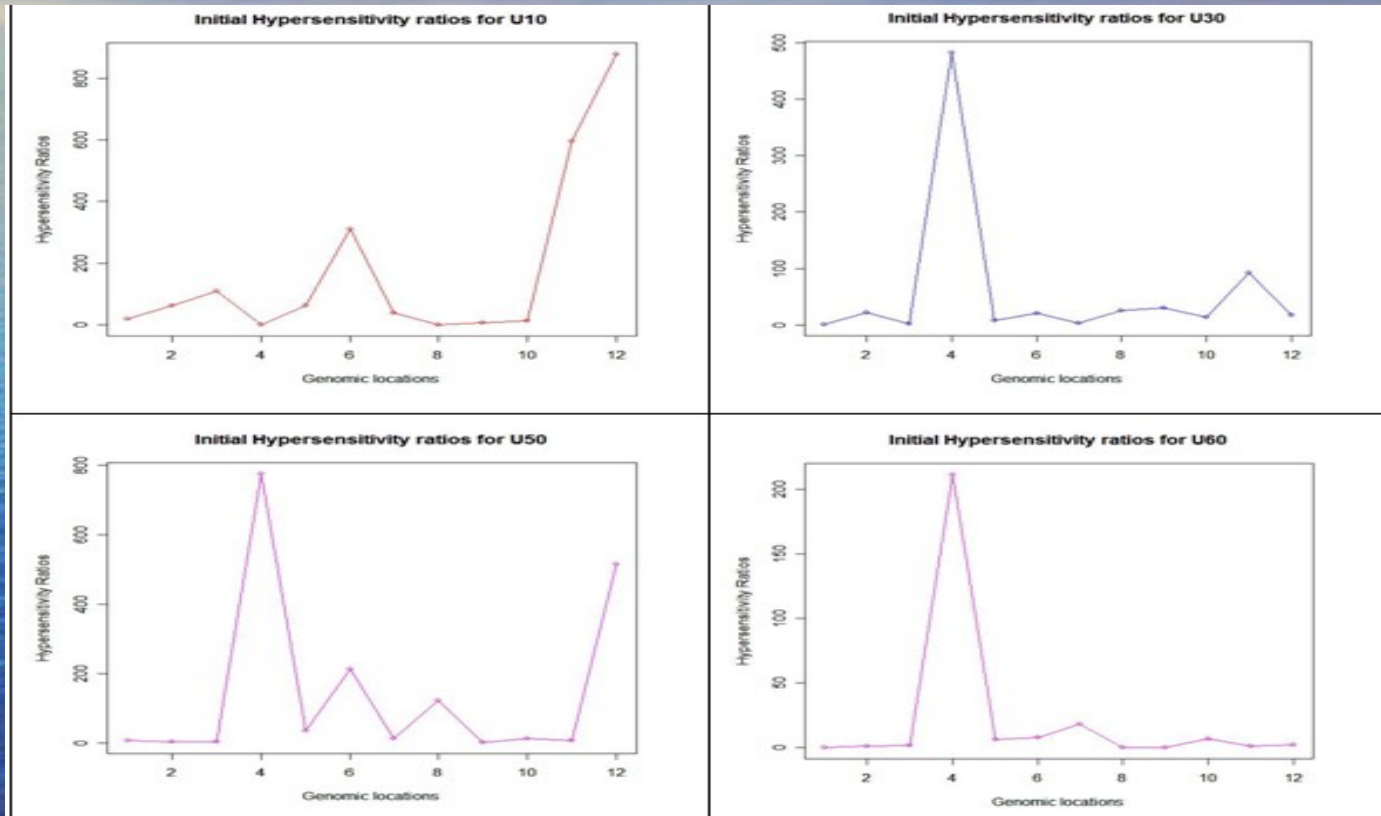 Initial Hypersensitivity ratios for U10
Hypersensitivity Ratios
0
200
400
600
800
2 4 6 8 10 12
Genomic locations
Initial Hypersensitivity ratios for U30
Hypersensitivity Ratios
0
100
200
300
400
500
2 4 6 8 10 12
Genomic locations
Initial Hypersensitivity ratios for U50
Hypersensitivity Ratios
0
200
400
600
800
2 4 6 8 10 12
Genomic locations
Initial Hypersensitivity ratios for U60
Hypersensitivity Ratios
0
50
100
150
200
2 4 6 8 10 12
Genomic locations